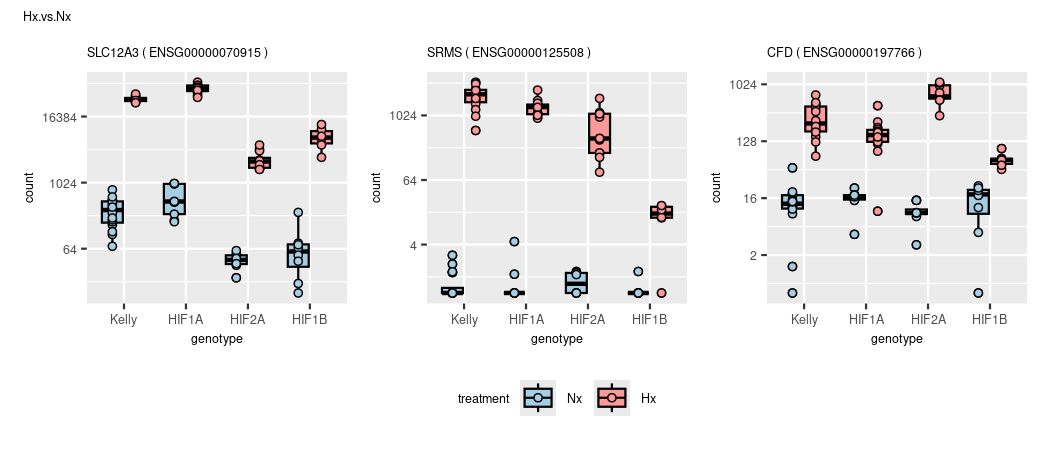 Hx.vs.Nx
SLC12A3 ( ENSG00000070915 )
count
16384
1024
64
Kelly HIF1A HIF2A HIF1B
genotype
SRMS ( ENSG00000125508 )
count
1024
64
4
Kelly HIF1A HIF2A HIF1B
genotype
CFD ( ENSG00000197766 )
count
1024
128
16
2
Kelly HIF1A HIF2A HIF1B
genotype
treatment Nx Hx